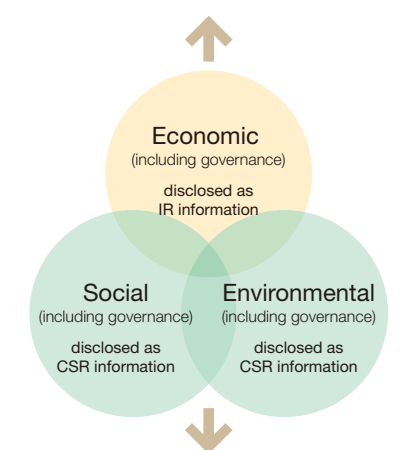 Economic
(including governance)
disclosed as
IR information
Social
(including governance)
disclosed as
CSR information
Environmental
(including governance)
disclosed as
CSR information